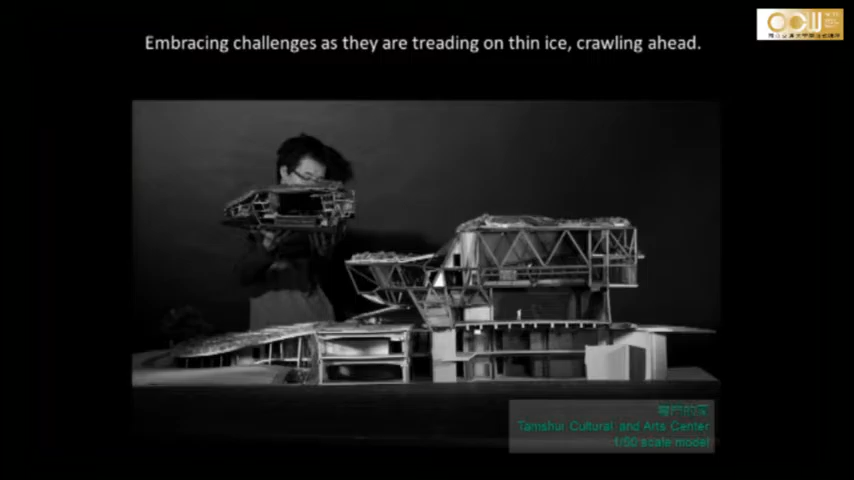 Embracing challenges as they are treading on thin ice, crawling ahead.
OCW
Tamshui Cultural and Arts Center
1/50 scale model